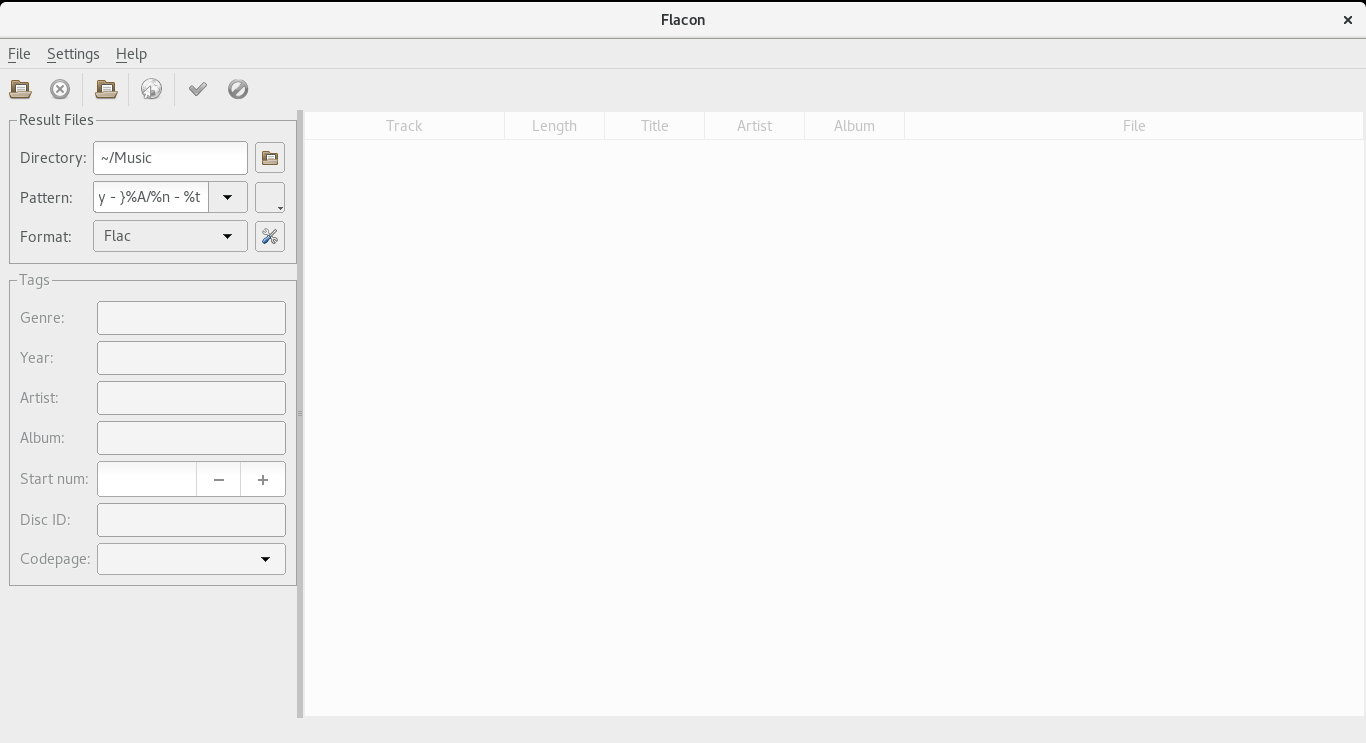 Flacon
File Settings Help
Result Files
Directory: ~/Music
Pattern: y - }%A/%n - %t
Format: Flac
Tags
Genre:
Year:
Artist:
Album:
Start num:
Disc ID:
Codepage:
Track Length Title Artist Album File